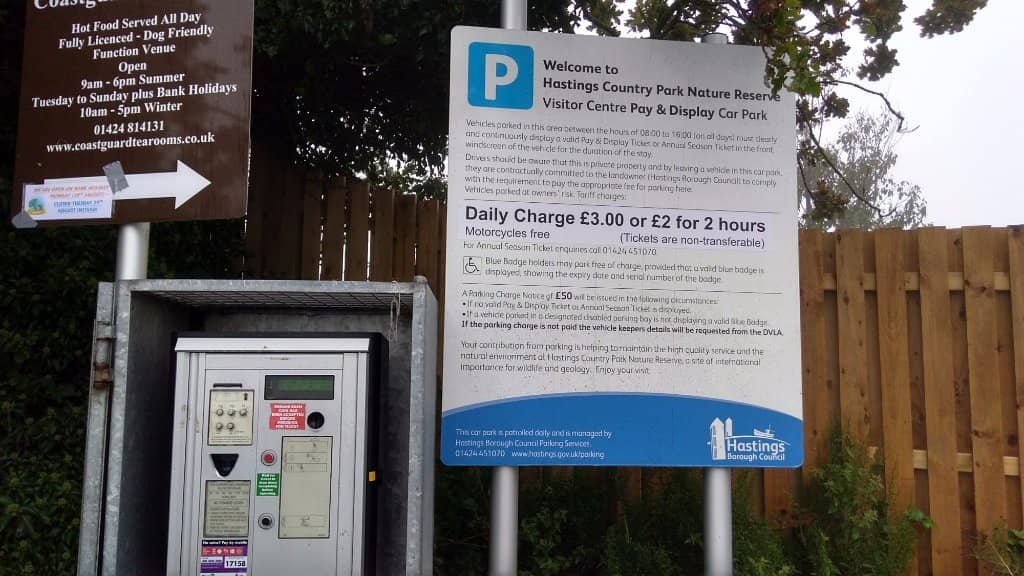 Coastgu
Hot Food Served All Day
Fully Licenced - Dog Friendly
Function Venue
Open
9am - 6pm Summer
Tuesday to Sunday plus Bank Holidays
10am - 5pm Winter
01424 814131
www.coastguardtearooms.co.uk
P
Welcome to
Hastings Country Park Nature Reserve
Visitor Centre Pay & Display Car Park
Vehicles parked in this area between the hours of 08:00 to 18:00 (on all days) must clearly
and continuously display a valid Pay & Display Ticket or Annual Season Ticket in the front
windscreen of the vehicle for the duration of the stay.
Drivers should be aware that this is private property and by leaving a vehicle in this car park,
they are contractually committed to the landowner (Hastings Borough Council) to comply
with the requirement to pay the appropriate fee for parking here.
Vehicles parked at owners' risk. Tariff charges:
Daily Charge £3.00 or £2 for 2 hours
Motorcycles free (Tickets are non-transferable)
For Annual Season Ticket enquiries call 01424 451070.
Blue Badge holders may park free of charge, provided that a valid blue badge is
displayed, showing the expiry date and serial number of the badge.
A Parking Charge Notice of £50 will be issued in the following circumstances:
• If no valid Pay & Display Ticket or Annual Season Ticket is displayed.
• If a vehicle parked in a designated disabled parking bay is not displaying a valid Blue Badge.
If the parking charge is not paid the vehicle keepers details will be requested from the DVLA.
Your contribution from parking is helping to maintain the high quality service and the
natural environment at Hastings Country Park Nature Reserve, a site of international
importance for wildlife and geology. Enjoy your visit.
This car park is patrolled daily and is managed by
Hastings Borough Council Parking Services.
01424 451070 www.hastings.gov.uk/parking
Hastings
Borough Council
No coins? Pay by mobile
17158